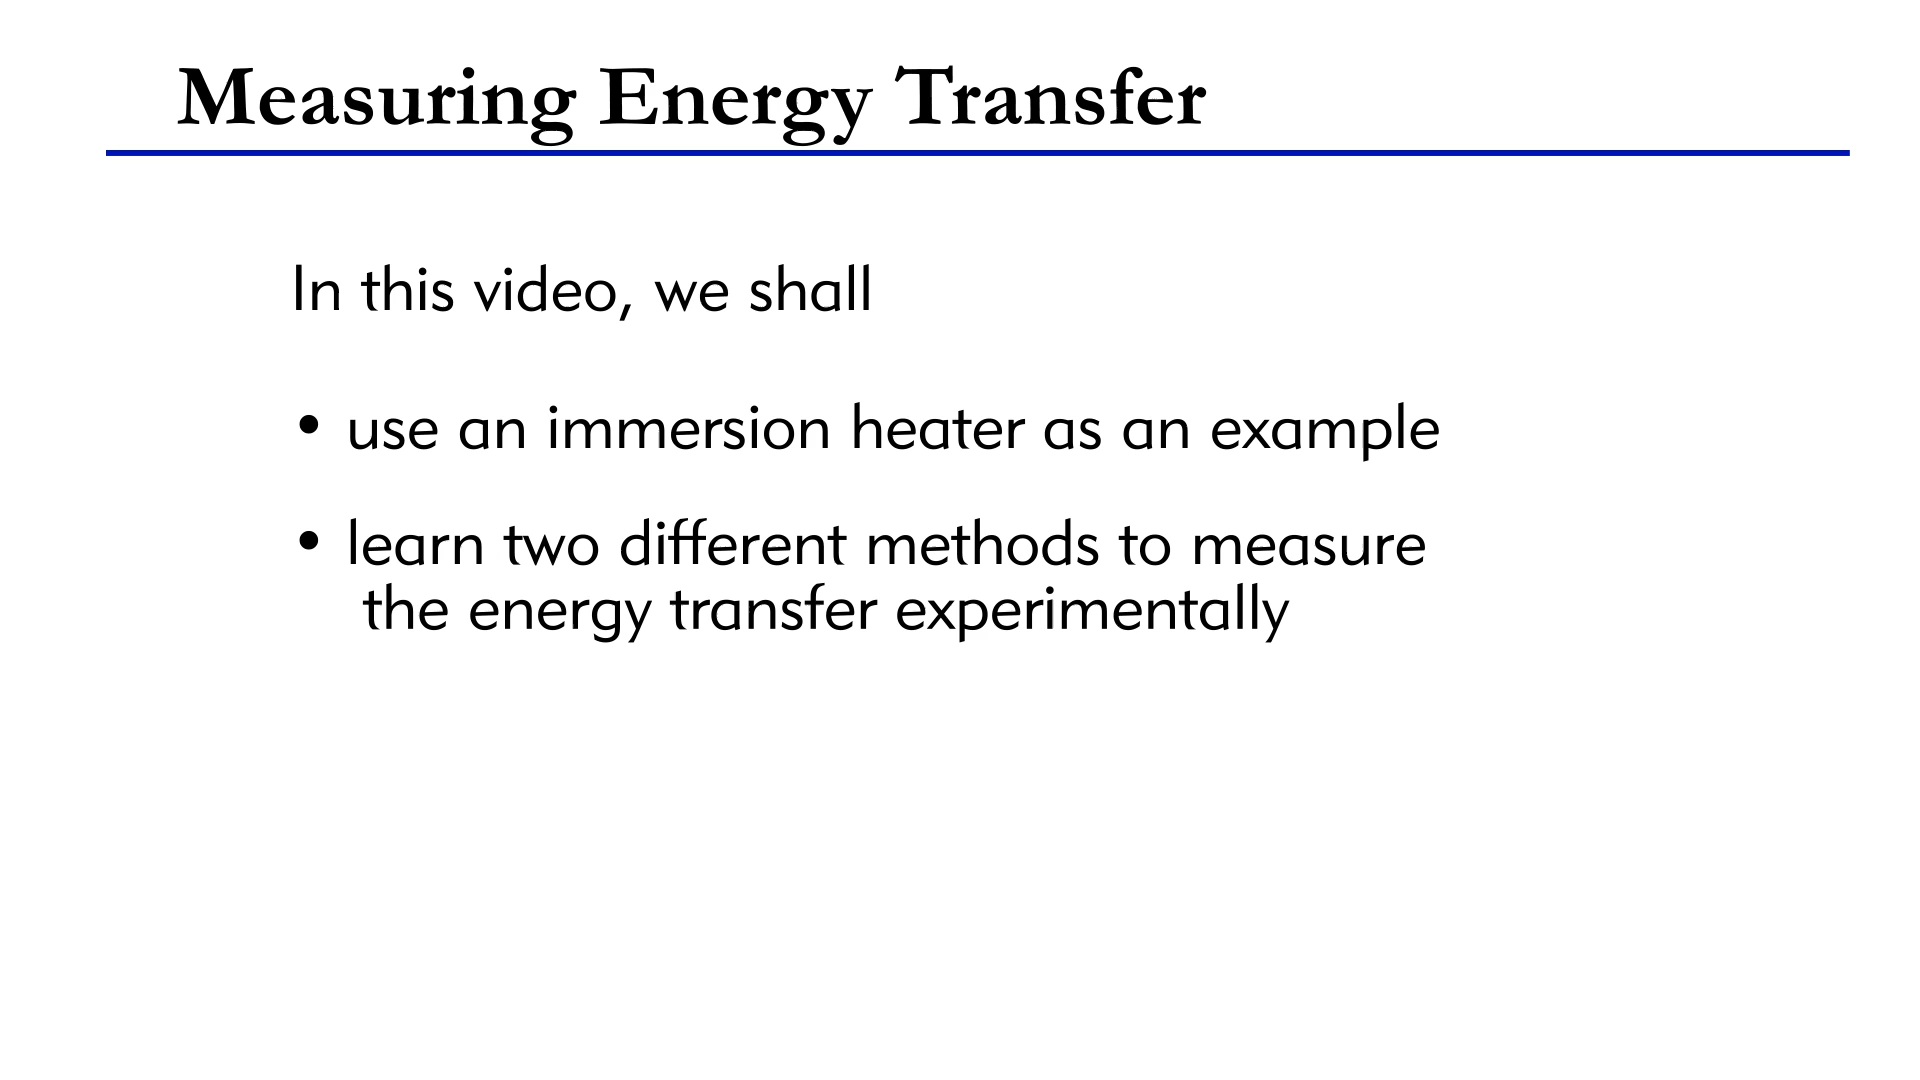 Measuring Energy Transfer
In this video, we shall
• use an immersion heater as an example
• learn two different methods to measure
the energy transfer experimentally